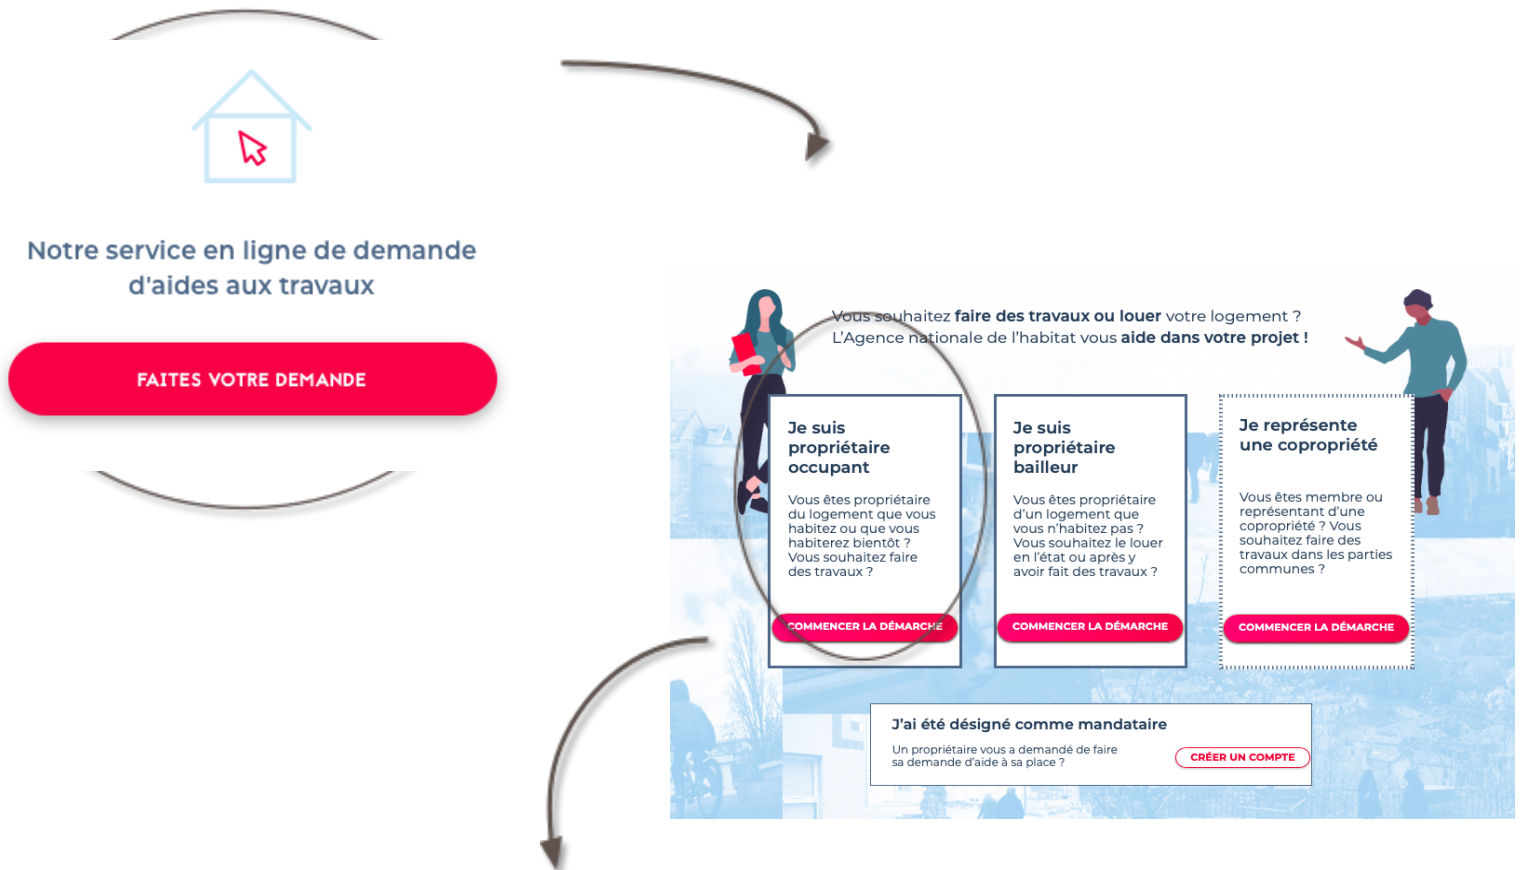 Notre service en ligne de demande
d'aides aux travaux
FAITES VOTRE DEMANDE
Vous souhaitez faire des travaux ou louer votre logement ?
L'Agence nationale de l'habitat vous aide dans votre projet !
Je suis
propriétaire
occupant
Vous êtes propriétaire
du logement que vous
habitez ou que vous
habiterez bientôt ?
Vous souhaitez faire
des travaux ?
COMMENCER LA DÉMARCHE
Je suis
propriétaire
bailleur
Vous êtes propriétaire
d'un logement que
vous n'habitez pas ?
Vous souhaitez le louer
en l'état ou après y
avoir fait des travaux ?
COMMENCER LA DÉMARCHE
Je représente
une copropriété
Vous êtes membre ou
représentant d'une
copropriété ? Vous
souhaitez faire des
travaux dans les parties
communes ?
COMMENCER LA DÉMARCHE
J'ai été désigné comme mandataire
Un propriétaire vous a demandé de faire
sa demande d'aide à sa place ?
CRÉER UN COMPTE